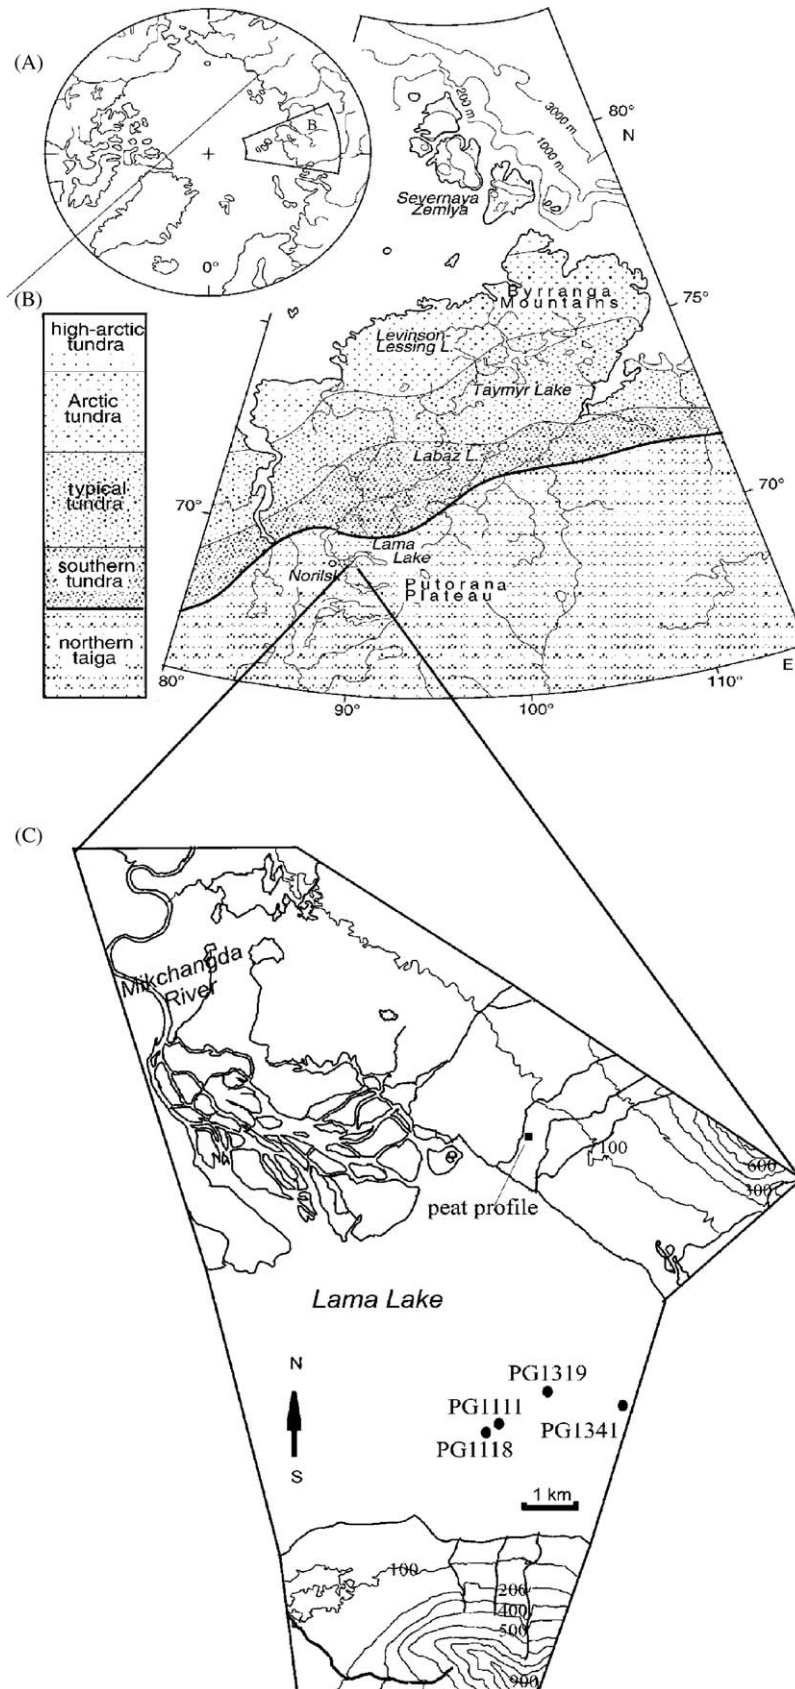 (A)
B
0°
80°
N
3000 m
200 m
1000 m
Severnaya
Zemlya
(B)
high-arctic
tundra
Arctic
tundra
typical
tundra
southern
tundra
northern
taiga
75°
Byrranga
Mountains
Levinson-
Lessing L.
Taymyr Lake
Labaz L.
70°
70°
Lama
Lake
Norilsk
Putorana
Plateau
80°
90°
100°
110°
E
(C)
Mikchangda
River
100
600
300
peat profile
Lama Lake
N
S
PG1319
PG1111
PG1341
PG1118
1 km
100
200
400
500
900